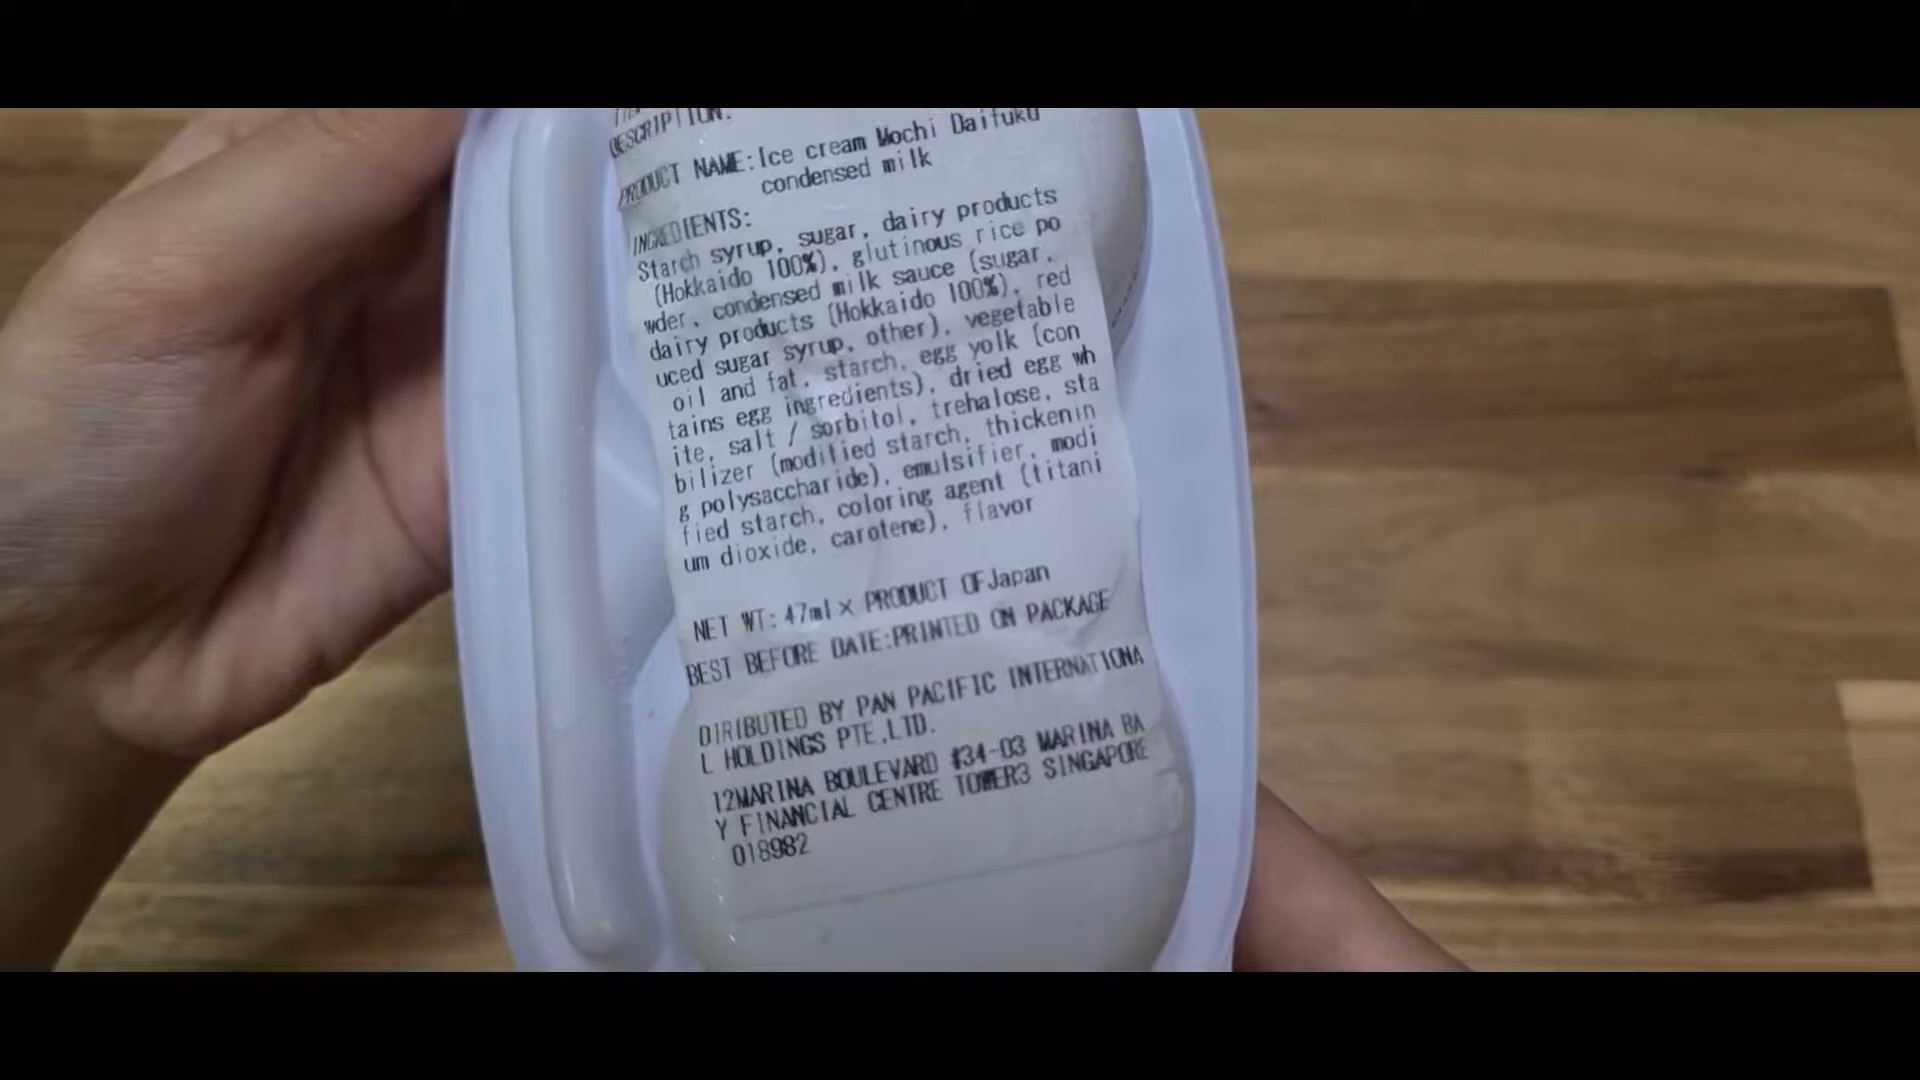 DESCRIPTION:
PRODUCT NAME:Ice cream Mochi Daifuku
condensed milk
INGREDIENTS:
Starch syrup, sugar, dairy products
(Hokkaido 100%), glutinous rice po
wder, condensed milk sauce (sugar,
dairy products (Hokkaido 100%), red
uced sugar syrup, other), vegetable
oil and fat, starch, egg yolk (con
tains egg ingredients), dried egg wh
ite, salt / sorbitol, trehalose, sta
bilizer (modified starch, thickenin
g polysaccharide), emulsifier, modi
fied starch, coloring agent (titani
um dioxide, carotene), flavor
NET WT: 47ml× PRODUCT OFJapan
BEST BEFORE DATE:PRINTED ON PACKAGE
DIRIBUTED BY PAN PACIFIC INTERNATIONA
L HOLDINGS PTE.LTD.
12MARINA BOULEVARD #34-03 MARINA BA
Y FINANCIAL CENTRE TOWER3 SINGAPORE
018982